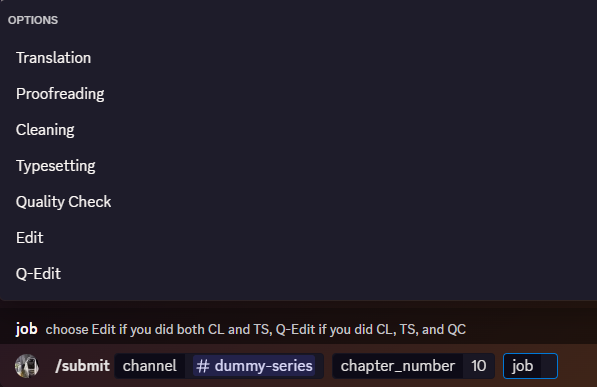 OPTIONS
Translation
Proofreading
Cleaning
Typesetting
Quality Check
Edit
Q-Edit
job choose Edit if you did both CL and TS, Q-Edit if you did CL, TS, and QC
/submit channel # dummy-series chapter_number 10 job